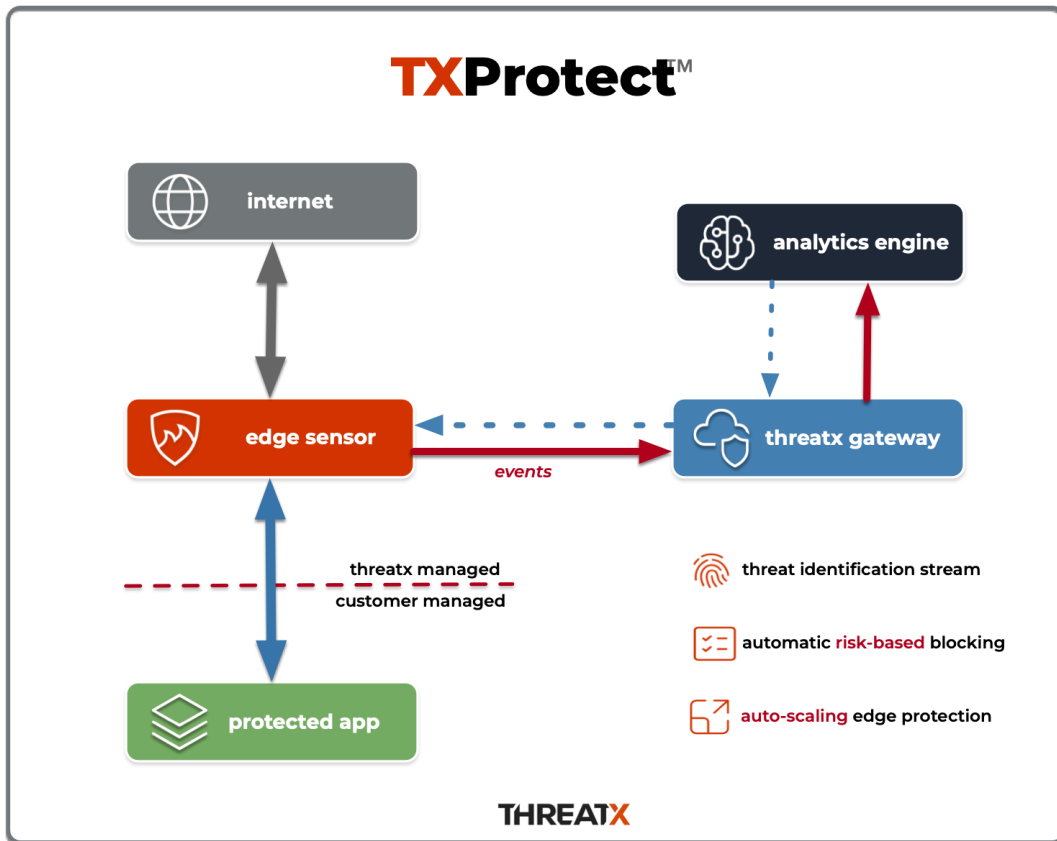 TXProtect™
internet
analytics engine
edge sensor
threatx gateway
events
threatx managed
customer managed
threat identification stream
automatic risk-based blocking
auto-scaling edge protection
protected app
THREATX